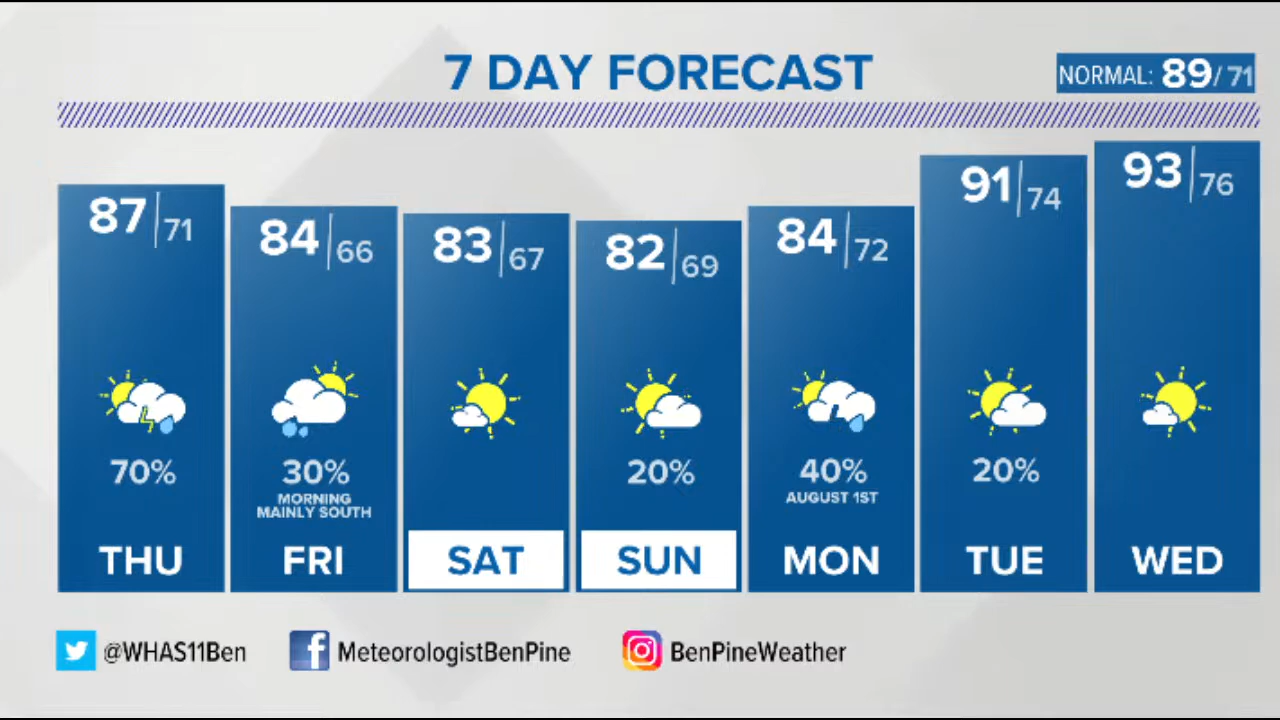 7 DAY FORECAST
NORMAL: 89/71
87/71
70%
THU
84/66
30%
MORNING
MAINLY SOUTH
FRI
83/67
SAT
82/69
20%
SUN
84/72
40%
AUGUST 1ST
MON
91/74
20%
TUE
93/76
WED
@WHAS11Ben
f MeteorologistBenPine
BenPineWeather